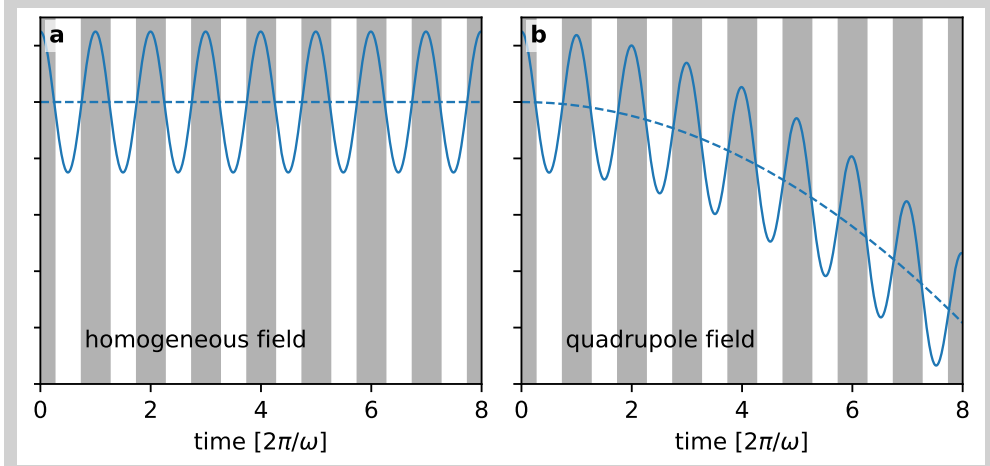 a
homogeneous field
0 2 4 6 8
time [2π/ω]
b
quadrupole field
0 2 4 6 8
time [2π/ω]